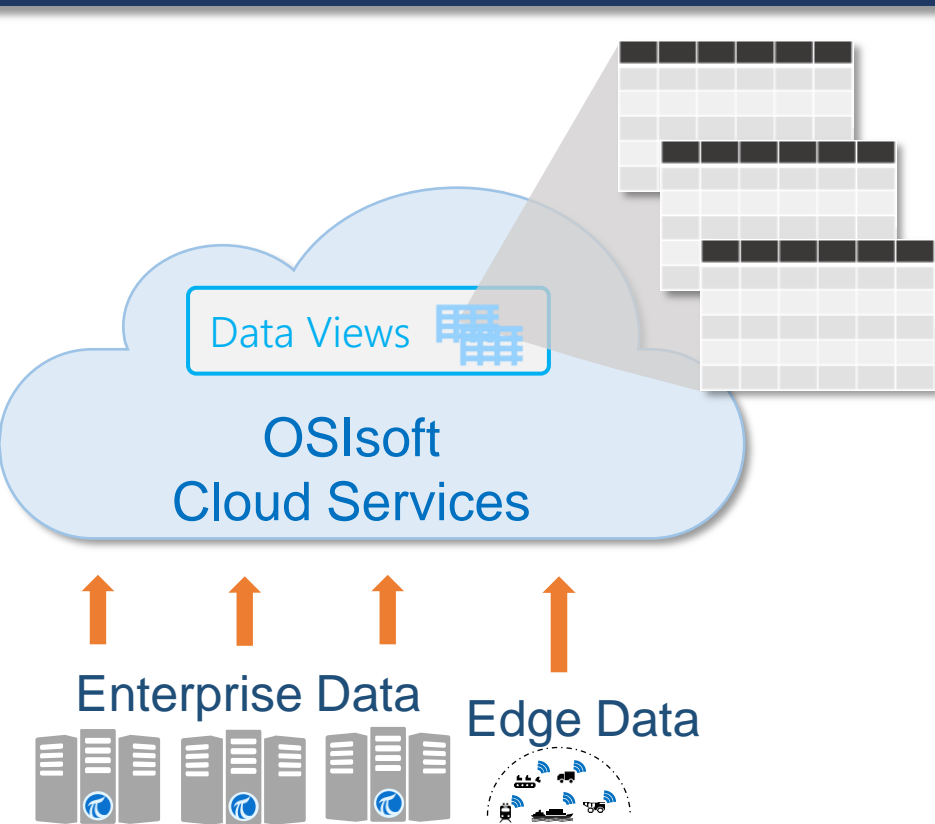 Data Views
OSIsoft
Cloud Services
Enterprise Data
Edge Data